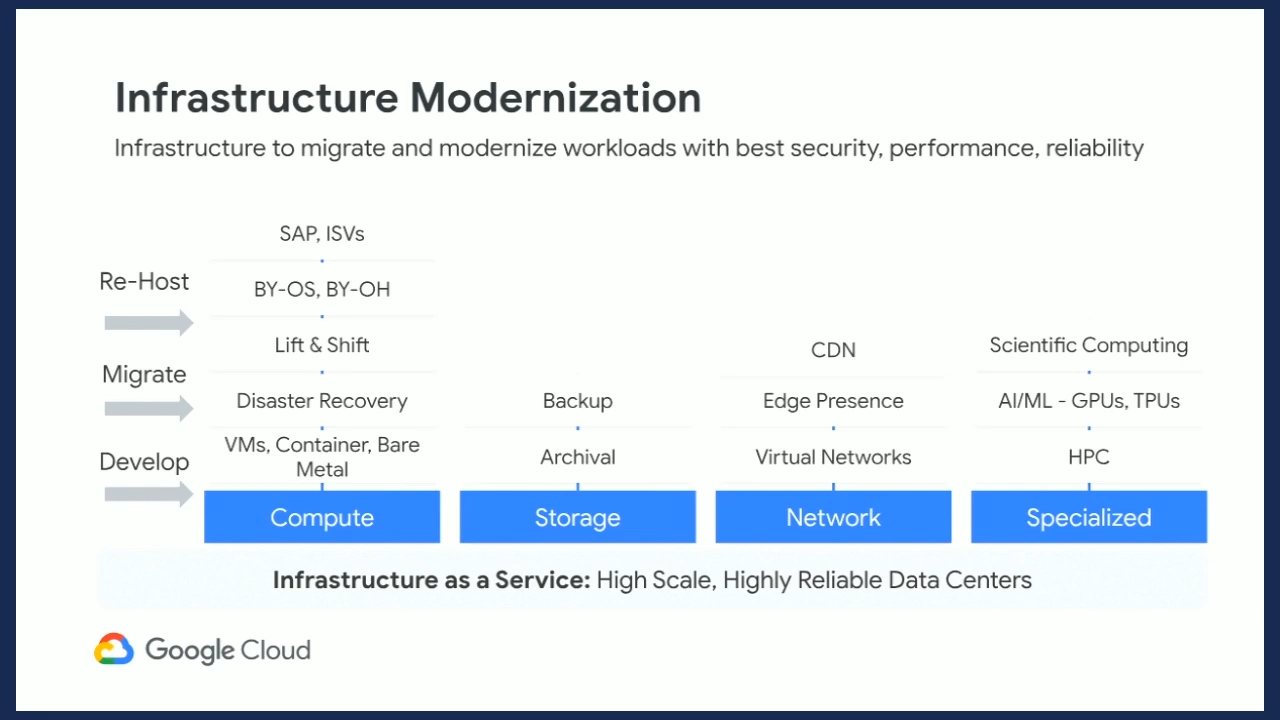 Infrastructure Modernization
Infrastructure to migrate and modernize workloads with best security, performance, reliability
Re-Host
Migrate
Develop
SAP, ISVs
BY-OS, BY-OH
Lift & Shift
Disaster Recovery
VMs, Container, Bare
Metal
Compute
Backup
Archival
Storage
CDN
Edge Presence
Virtual Networks
Network
Scientific Computing
AI/ML - GPUs, TPUs
HPC
Specialized
Infrastructure as a Service: High Scale, Highly Reliable Data Centers
Google Cloud